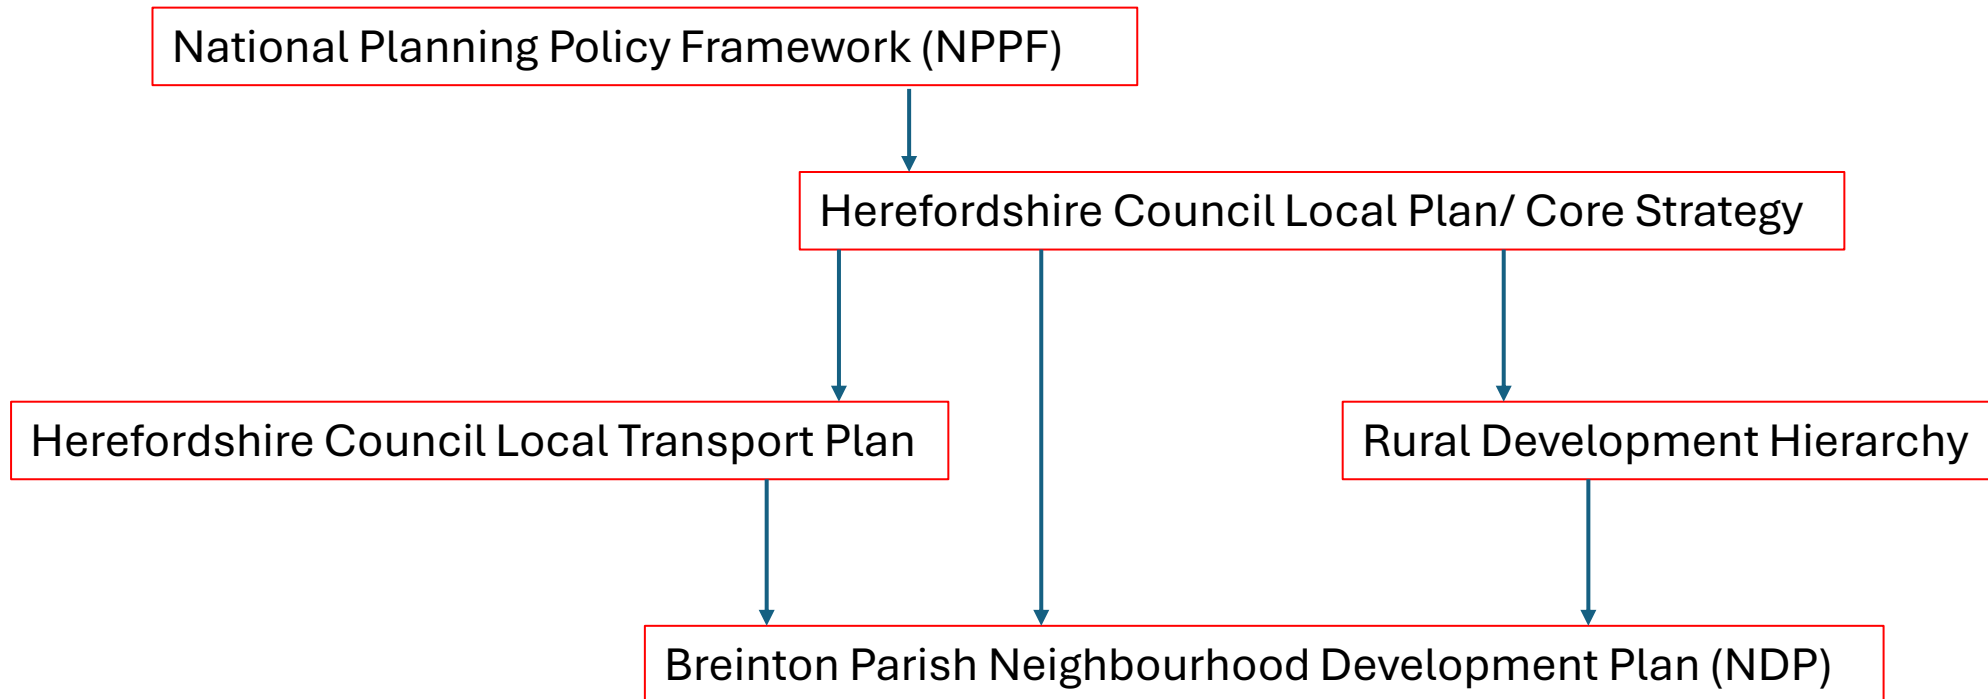 National Planning Policy Framework (NPPF)
Herefordshire Council Local Plan/ Core Strategy
Herefordshire Council Local Transport Plan
Rural Development Hierarchy
Breinton Parish Neighbourhood Development Plan (NDP)